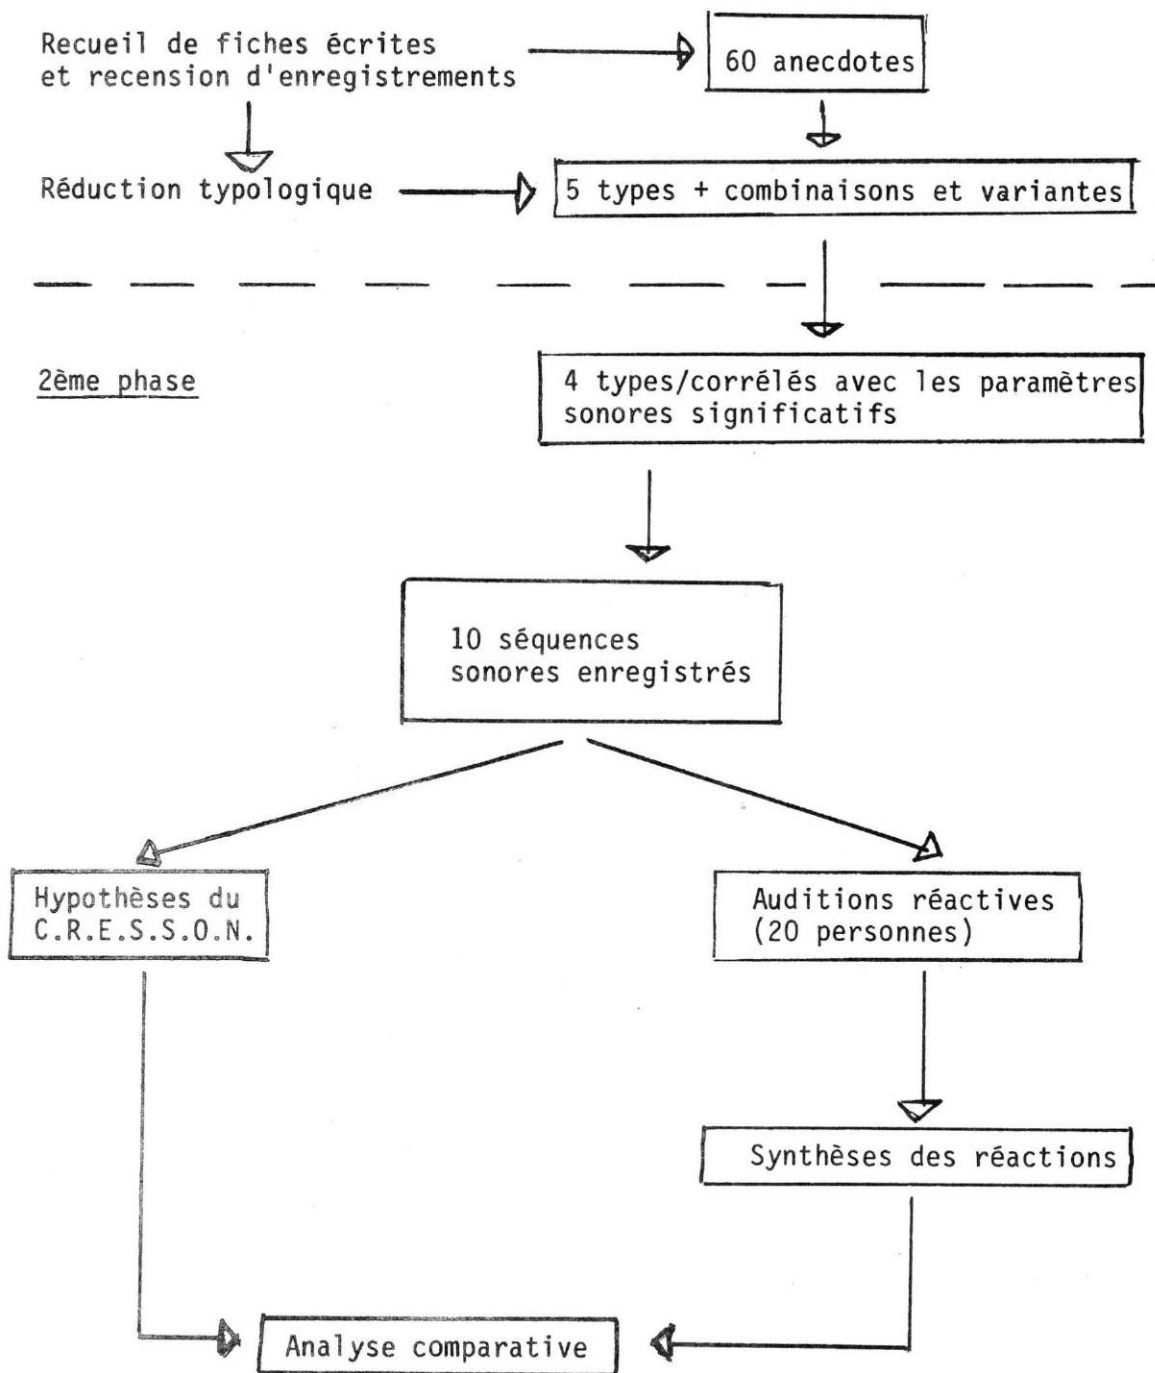 Recueil de fiches écrites
et recension d'enregistrements
60 anecdotes
Réduction typologique
5 types + combinaisons et variantes
2ème phase
4 types/corrélés avec les paramètres
sonores significatifs
10 séquences
sonores enregistrés
Hypothèses du
C.R.E.S.S.O.N.
Auditions réactives
(20 personnes)
Synthèses des réactions
Analyse comparative